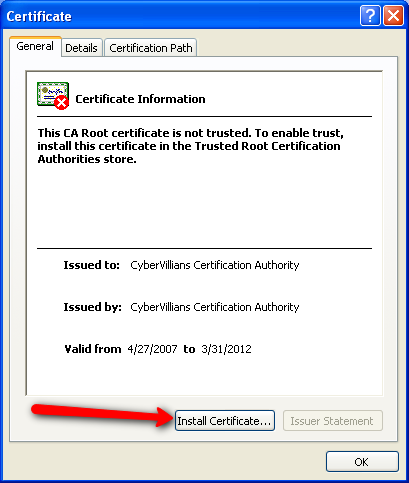 Certificate
General
Details
Certification Path
Certificate Information
This CA Root certificate is not trusted. To enable trust,
install this certificate in the Trusted Root Certification
Authorities store.
Issued to: CyberVillians Certification Authority
Issued by: CyberVillians Certification Authority
Valid from 4/27/2007 to 3/31/2012
Install Certificate...
Issuer Statement
OK